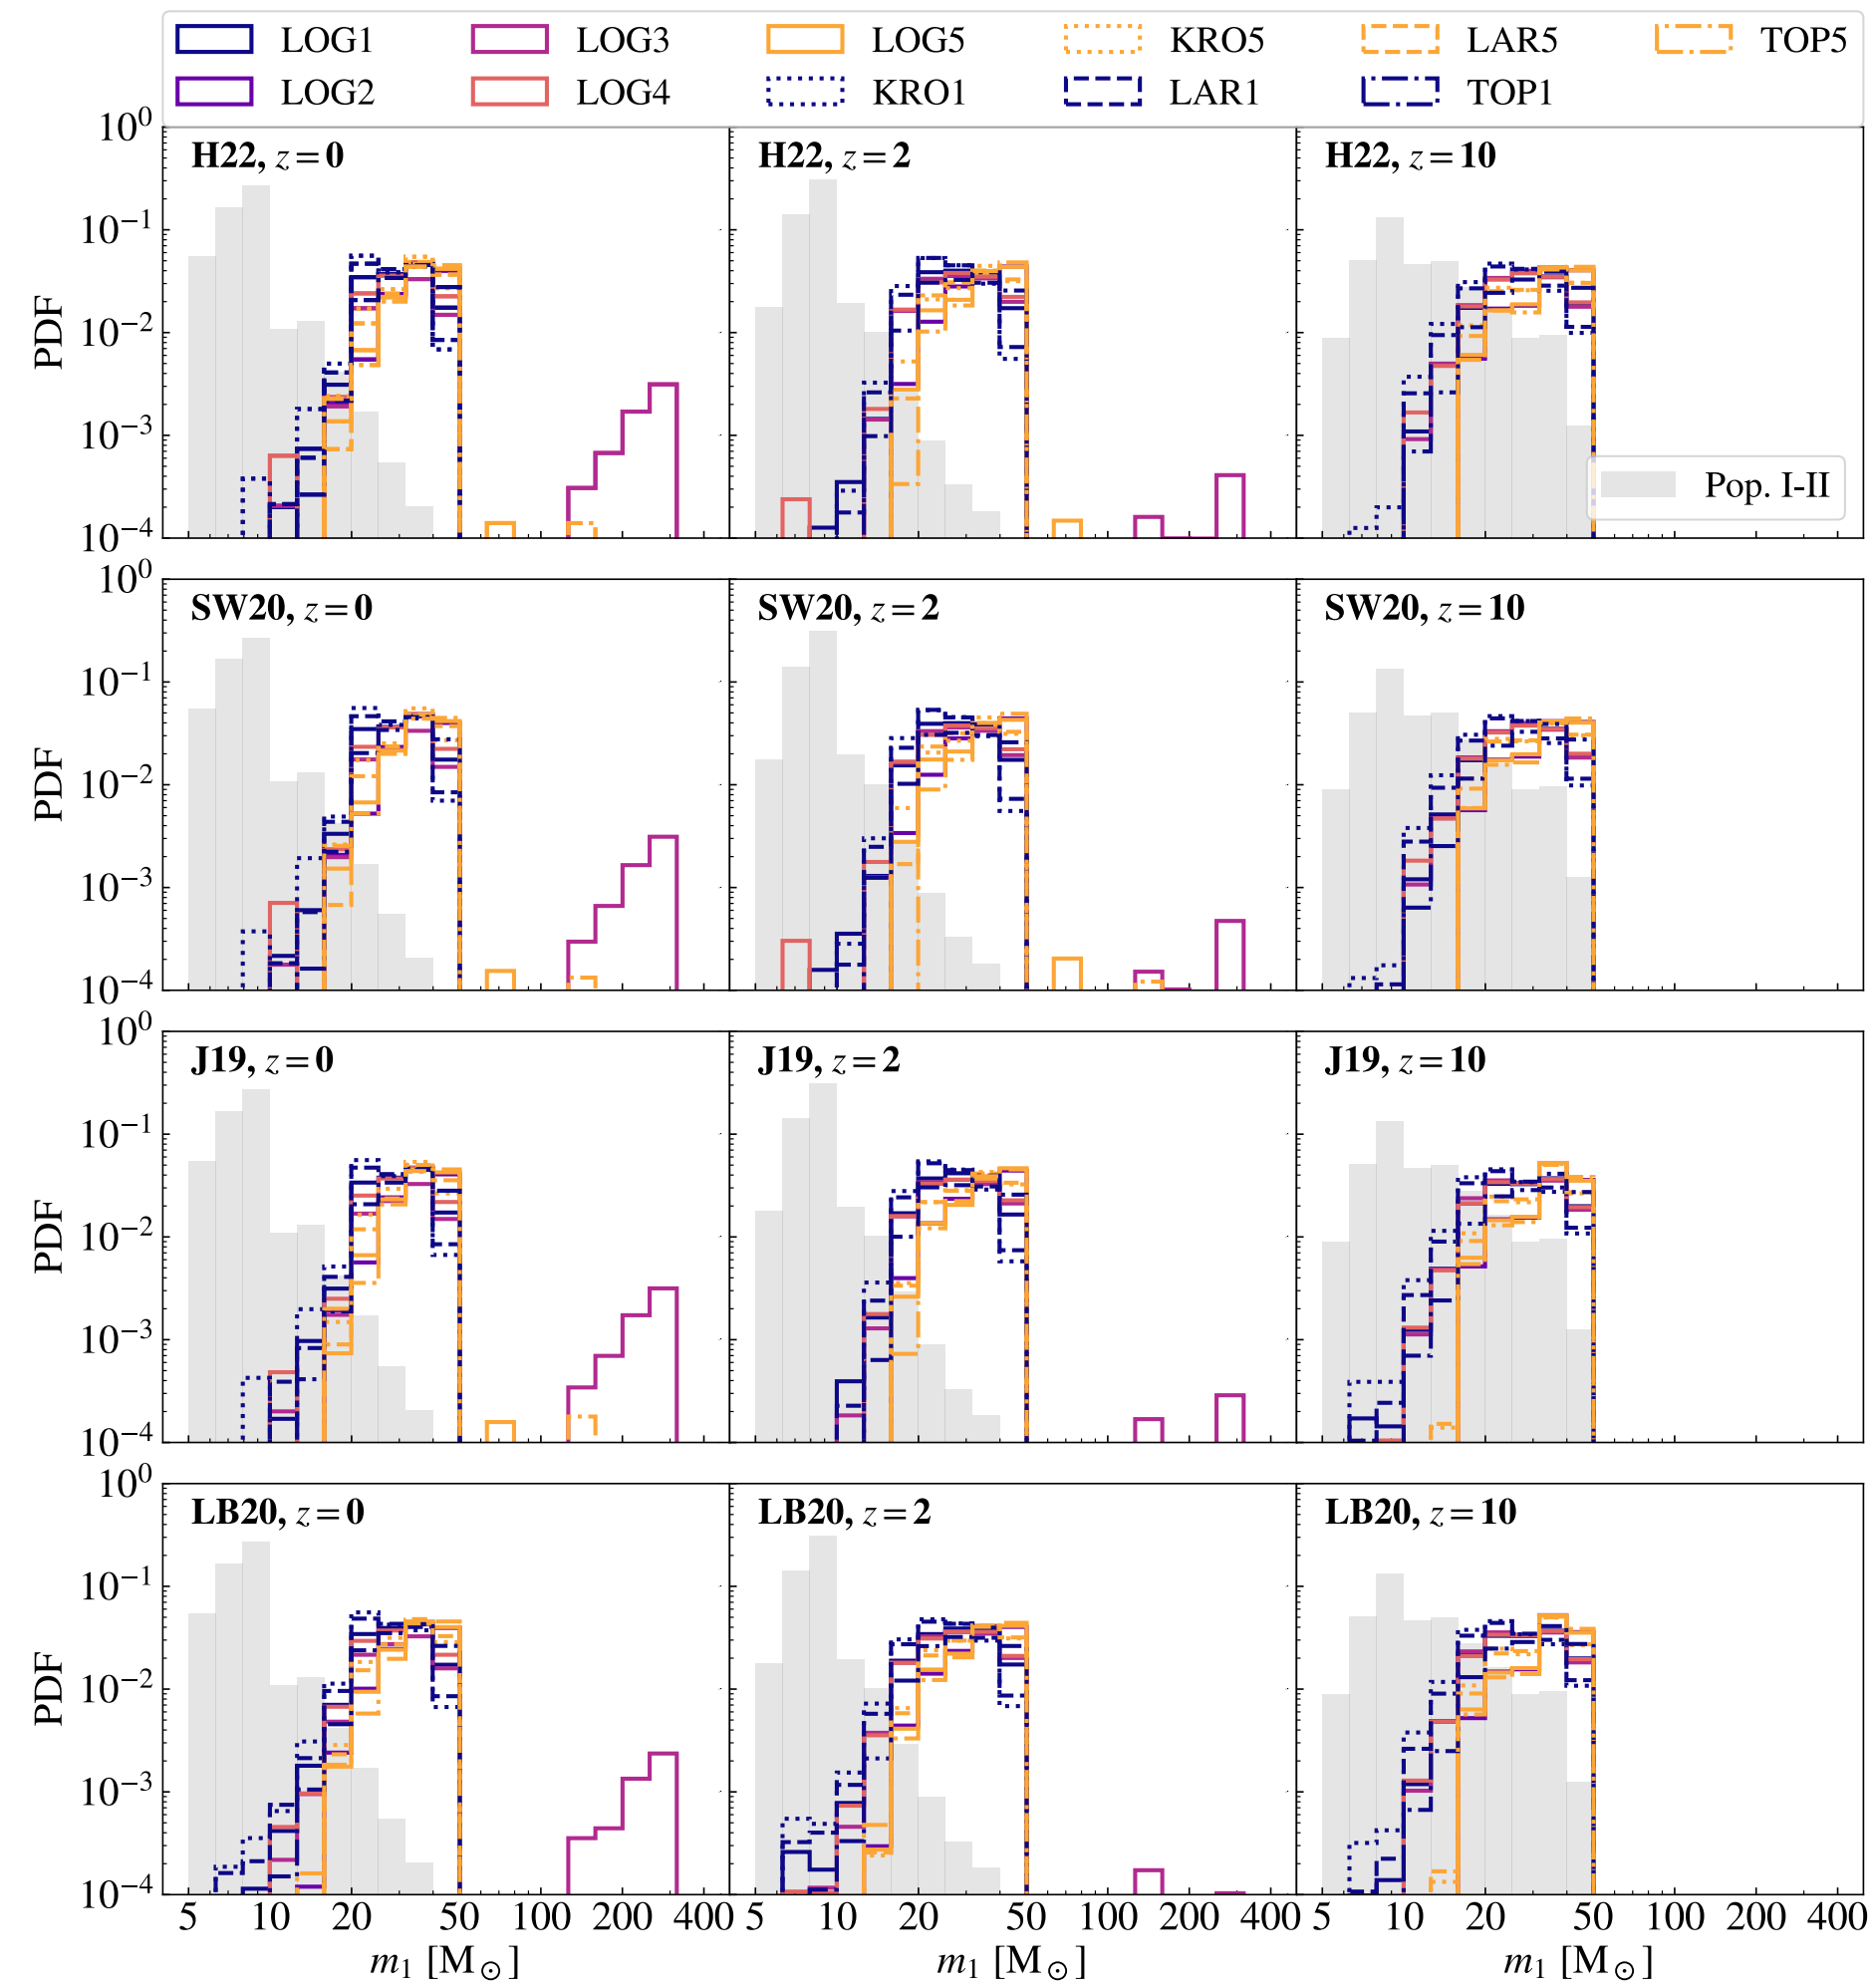 LOG1 LOG3 LOG5 KRO5 LAR5 TOP5
LOG2 LOG4 KRO1 LAR1 TOP1
H22, z=0 H22, z=2 H22, z=10
10^0
10^-1
10^-2
10^-3
10^-4
PDF
Pop. I-II
SW20, z=0 SW20, z=2 SW20, z=10
10^0
10^-1
10^-2
10^-3
10^-4
PDF
J19, z=0 J19, z=2 J19, z=10
10^0
10^-1
10^-2
10^-3
10^-4
PDF
LB20, z=0 LB20, z=2 LB20, z=10
10^0
10^-1
10^-2
10^-3
10^-4
PDF
5 10 20 50 100 200 400 5 10 20 50 100 200 400 5 10 20 50 100 200 400
m₁ [M⊙] m₁ [M⊙] m₁ [M⊙]